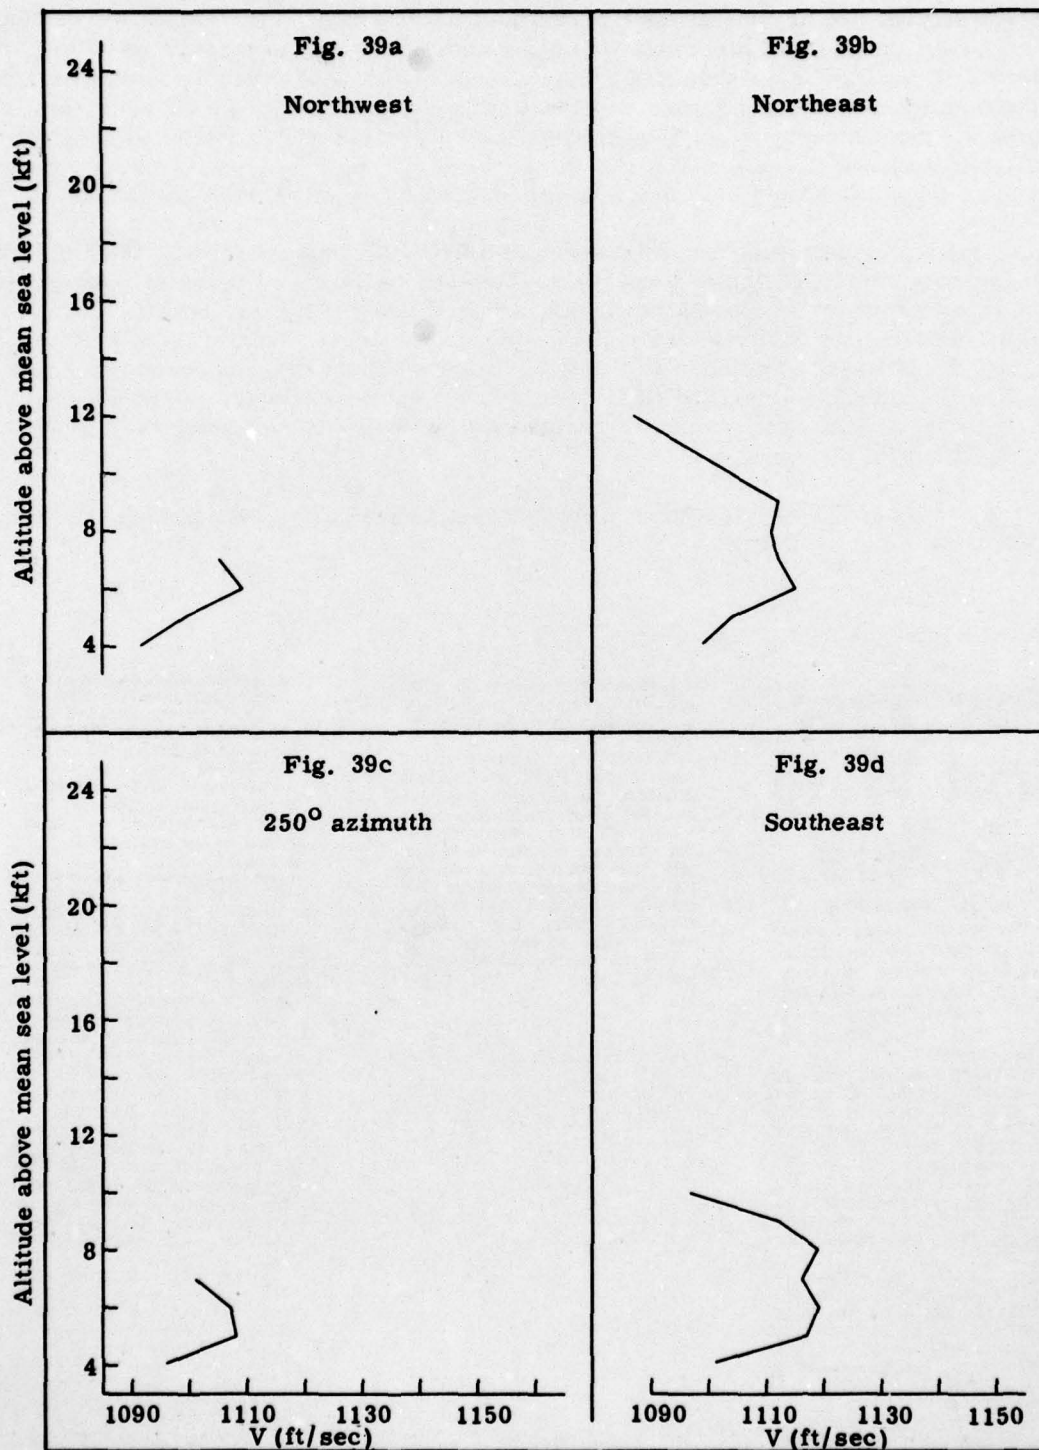 Fig. 39a
Northwest
Altitude above mean sea level (kft)
24
20
16
12
8
4
Fig. 39b
Northeast
Fig. 39c
250° azimuth
Altitude above mean sea level (kft)
24
20
16
12
8
4
1090 1110 1130 1150
V (ft/sec)
Fig. 39d
Southeast
1090 1110 1130 1150
V (ft/sec)